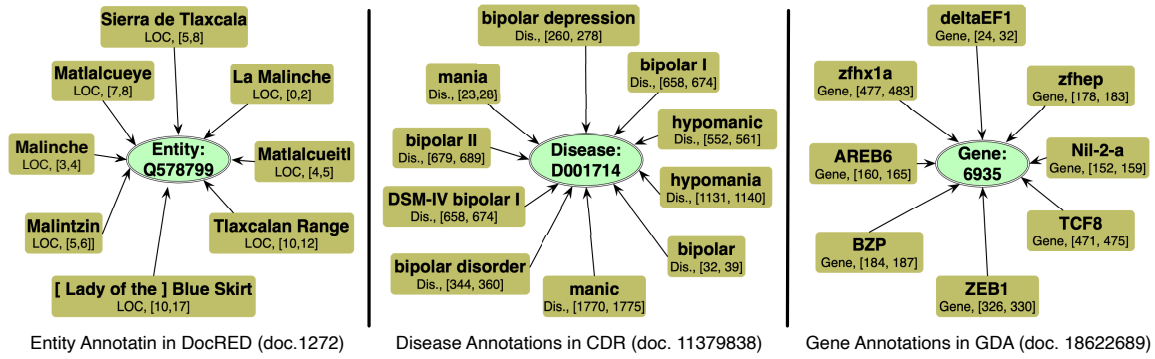 Sierra de Tlaxcala
LOC, [5,8]
Matlalcueye
LOC, [7,8]
La Malinche
LOC, [0,2]
Malinche
LOC, [3,4]
Entity:
Q578799
Matlalcueitl
LOC, [4,5]
Malintzin
LOC, [5,6]]
Tlaxcalan Range
LOC, [10,12]
[ Lady of the ] Blue Skirt
LOC, [10,17]
Entity Annotatin in DocRED (doc.1272)
bipolar depression
Dis., [260, 278]
mania
Dis., [23,28]
bipolar I
Dis., [658, 674]
bipolar II
Dis., [679, 689]
hypomanic
Dis., [552, 561]
Disease:
D001714
DSM-IV bipolar I
Dis., [658, 674]
hypomania
Dis., [1131, 1140]
bipolar disorder
Dis., [344, 360]
manic
Dis., [1770, 1775]
bipolar
Dis., [32, 39]
Disease Annotations in CDR (doc. 11379838)
deltaEF1
Gene, [24, 32]
zfhx1a
Gene, [477, 483]
zfhep
Gene, [178, 183]
AREB6
Gene, [160, 165]
Gene:
6935
Nil-2-a
Gene, [152, 159]
BZP
Gene, [184, 187]
TCF8
Gene, [471, 475]
ZEB1
Gene, [326, 330]
Gene Annotations in GDA (doc. 18622689)